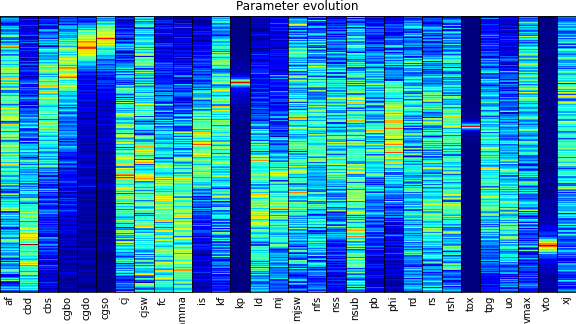 Parameter evolution
af
cbd
cbs
cgbo
cgdo
cgso
cj
cjsw
fc
mma
is
kf
kp
ld
mj
mjsw
nfs
nss
nsub
pb
phi
rd
rs
rsh
tox
tpg
uo
vmax
vto
xj